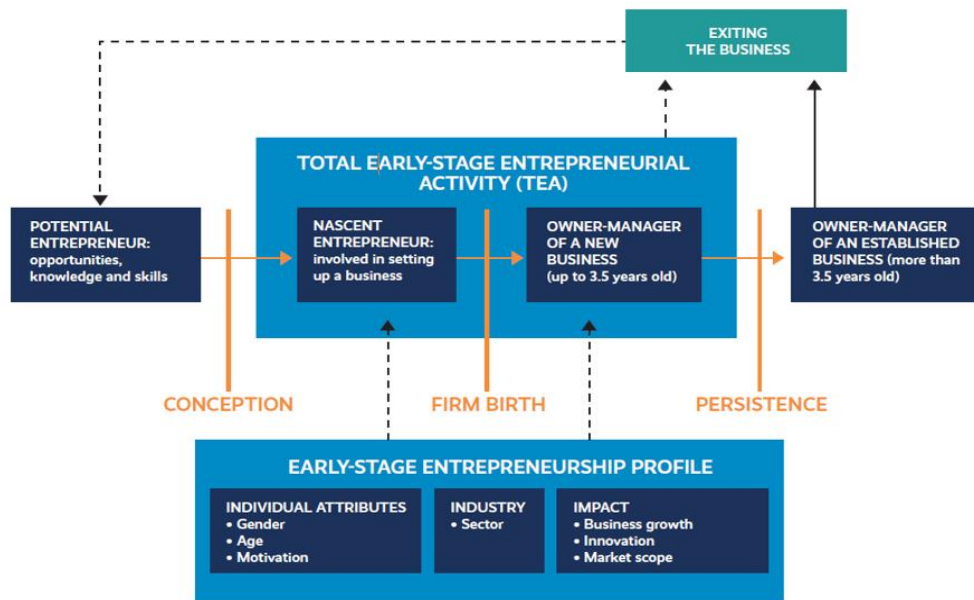 EXITING
THE BUSINESS
TOTAL EARLY-STAGE ENTREPRENEURIAL
ACTIVITY (TEA)
POTENTIAL
ENTREPRENEUR:
opportunities,
knowledge and skills
NASCENT
ENTREPRENEUR:
involved in setting
up a business
OWNER-MANAGER
OF A NEW
BUSINESS
(up to 3.5 years old)
OWNER-MANAGER
OF AN ESTABLISHED
BUSINESS (more than
3.5 years old)
CONCEPTION
FIRM BIRTH
PERSISTENCE
EARLY-STAGE ENTREPRENEURSHIP PROFILE
INDIVIDUAL ATTRIBUTES
• Gender
• Age
• Motivation
INDUSTRY
• Sector
IMPACT
• Business growth
• Innovation
• Market scope